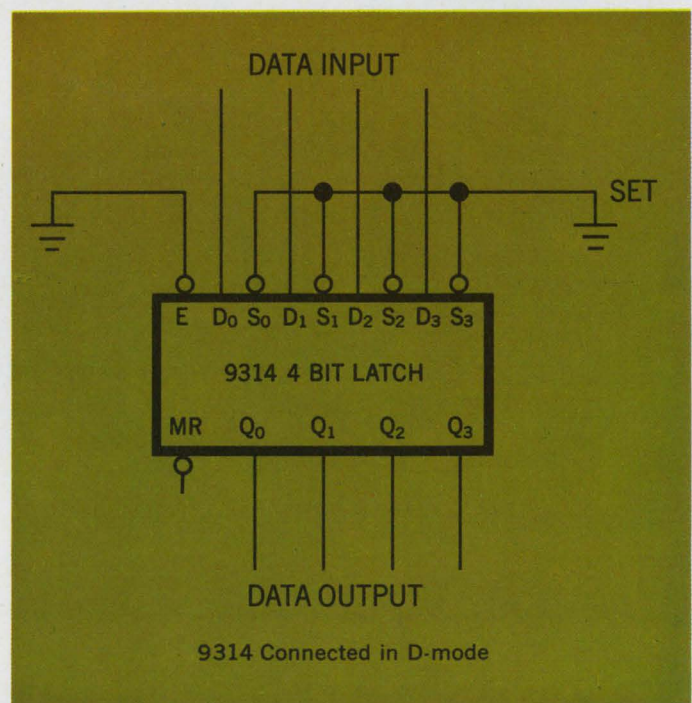 DATA INPUT
SET
E D₀ S₀ D₁ S₁ D₂ S₂ D₃ S₃
9314 4 BIT LATCH
MR Q₀ Q₁ Q₂ Q₃
DATA OUTPUT
9314 Connected in D-mode